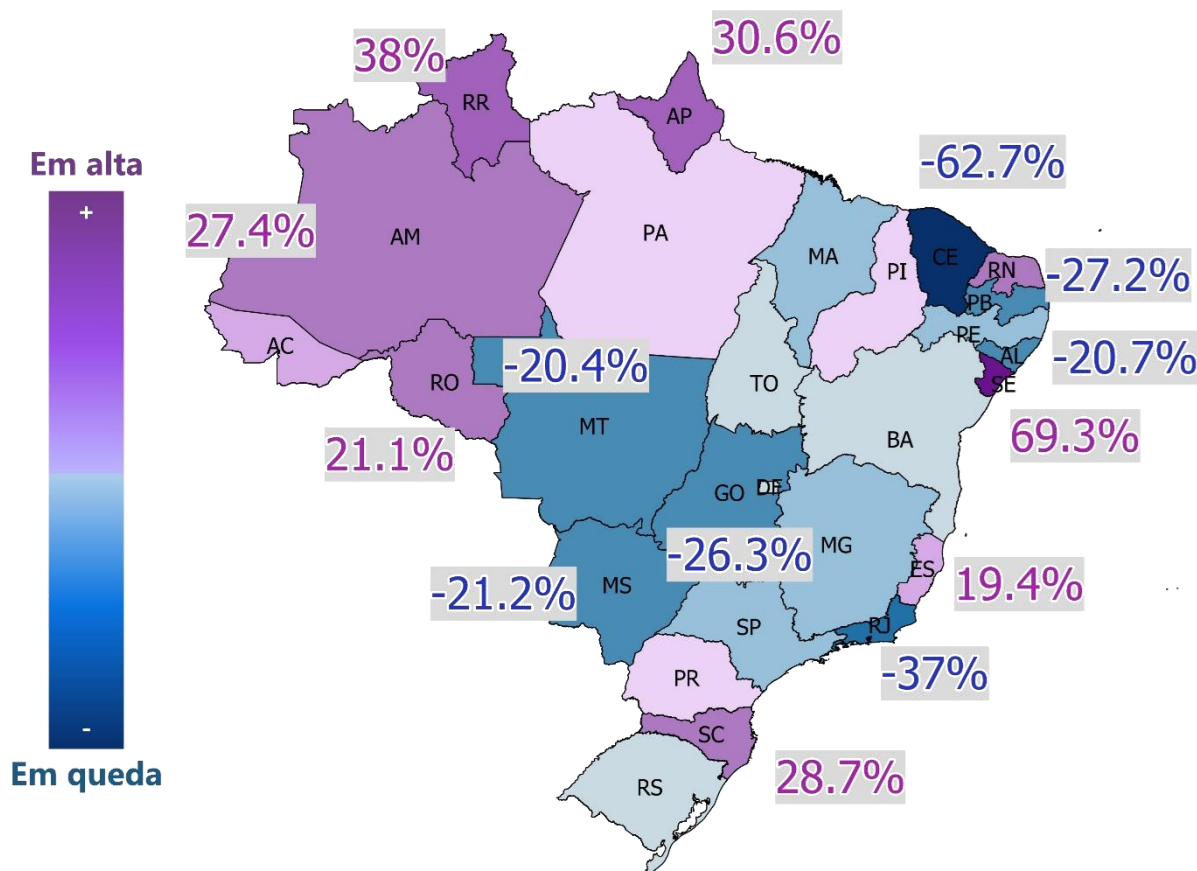 38%
30.6%
RR
AP
Em alta
+
-62.7%
27.4%
AM
PA
MA
PI
CE
RN
-27.2%
PB
AC
RO
-20.4%
TO
PE
AL
-20.7%
SE
MT
BA
69.3%
21.1%
GO
DF
-26.3%
MG
ES
19.4%
-21.2%
MS
SP
RJ
-37%
PR
-
Em queda
SC
28.7%
RS